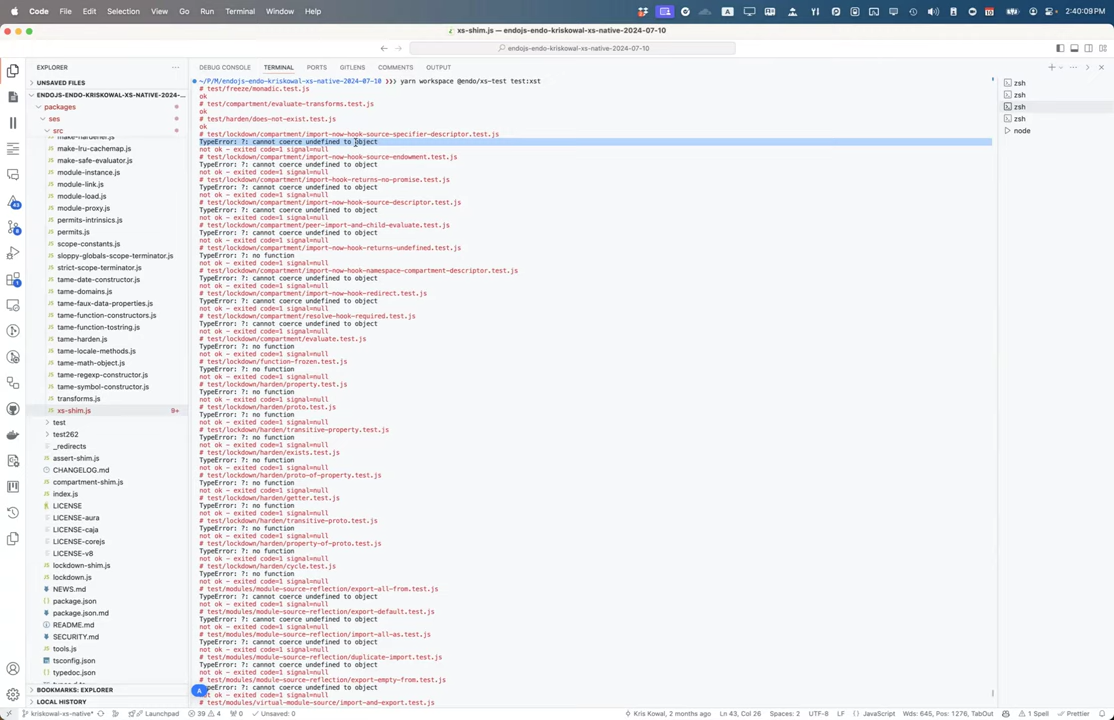 Code File Edit Selection View Go Run Terminal Window Help 2:40:09 PM
xs-shim.js — endojs-endo-kriskowal-xs-native-2024-07-10
endojs-endo-kriskowal-xs-native-2024-07-10
EXPLORER
UNSAVED FILES
ENDOJS-ENDO-KRISKOWAL-XS-NATIVE-2024-...
packages
ses
src
make-hardener.js
make-lru-cachemap.js
make-safe-evaluator.js
module-instance.js
module-link.js
module-load.js
module-proxy.js
permits-intrinsics.js
permits.js
scope-constants.js
sloppy-globals-scope-terminator.js
strict-scope-terminator.js
tame-date-constructor.js
tame-domains.js
tame-faux-data-properties.js
tame-function-constructors.js
tame-function-tostring.js
tame-harden.js
tame-locale-methods.js
tame-math-object.js
tame-regexp-constructor.js
tame-symbol-constructor.js
transforms.js
xs-shim.js 9+
test
test262
_redirects
assert-shim.js
CHANGELOG.md
compartment-shim.js
index.js
LICENSE
LICENSE-aura
LICENSE-caja
LICENSE-corejs
LICENSE-v8
lockdown-shim.js
lockdown.js
NEWS.md
package.json
package.json.md
README.md
SECURITY.md
tools.js
tsconfig.json
typedoc.json
BOOKMARKS: EXPLORER
LOCAL HISTORY
DEBUG CONSOLE TERMINAL PORTS GITLENS COMMENTS OUTPUT
~/P/M/endojs-endo-kriskowal-xs-native-2024-07-10 ❯❯❯ yarn workspace @endo/xs-test test:xst
# test/freeze/monadic.test.js
ok
# test/compartment/evaluate-transforms.test.js
ok
# test/harden/does-not-exist.test.js
ok
# test/lockdown/compartment/import-now-hook-source-specifier-descriptor.test.js
TypeError: ?: cannot coerce undefined to object
not ok - exited code=1 signal=null
# test/lockdown/compartment/import-now-hook-source-endowment.test.js
TypeError: ?: cannot coerce undefined to object
not ok - exited code=1 signal=null
# test/lockdown/compartment/import-hook-returns-no-promise.test.js
TypeError: ?: cannot coerce undefined to object
not ok - exited code=1 signal=null
# test/lockdown/compartment/import-now-hook-source-descriptor.test.js
TypeError: ?: cannot coerce undefined to object
not ok - exited code=1 signal=null
# test/lockdown/compartment/peer-import-and-child-evaluate.test.js
TypeError: ?: cannot coerce undefined to object
not ok - exited code=1 signal=null
# test/lockdown/compartment/import-now-hook-returns-undefined.test.js
TypeError: ?: no function
not ok - exited code=1 signal=null
# test/lockdown/compartment/import-now-hook-namespace-compartment-descriptor.test.js
TypeError: ?: cannot coerce undefined to object
not ok - exited code=1 signal=null
# test/lockdown/compartment/import-now-hook-redirect.test.js
TypeError: ?: cannot coerce undefined to object
not ok - exited code=1 signal=null
# test/lockdown/compartment/resolve-hook-required.test.js
TypeError: ?: cannot coerce undefined to object
not ok - exited code=1 signal=null
# test/lockdown/compartment/evaluate.test.js
TypeError: ?: no function
not ok - exited code=1 signal=null
# test/lockdown/function-frozen.test.js
TypeError: ?: no function
not ok - exited code=1 signal=null
# test/lockdown/harden/property.test.js
TypeError: ?: no function
not ok - exited code=1 signal=null
# test/lockdown/harden/proto.test.js
TypeError: ?: no function
not ok - exited code=1 signal=null
# test/lockdown/harden/transitive-property.test.js
TypeError: ?: no function
not ok - exited code=1 signal=null
# test/lockdown/harden/exists.test.js
TypeError: ?: no function
not ok - exited code=1 signal=null
# test/lockdown/harden/proto-of-property.test.js
TypeError: ?: no function
not ok - exited code=1 signal=null
# test/lockdown/harden/getter.test.js
TypeError: ?: no function
not ok - exited code=1 signal=null
# test/lockdown/harden/transitive-proto.test.js
TypeError: ?: no function
not ok - exited code=1 signal=null
# test/lockdown/harden/property-of-proto.test.js
TypeError: ?: no function
not ok - exited code=1 signal=null
# test/lockdown/harden/cycle.test.js
TypeError: ?: no function
not ok - exited code=1 signal=null
# test/modules/module-source-reflection/export-all-from.test.js
TypeError: ?: cannot coerce undefined to object
not ok - exited code=1 signal=null
# test/modules/module-source-reflection/export-default.test.js
TypeError: ?: cannot coerce undefined to object
not ok - exited code=1 signal=null
# test/modules/module-source-reflection/import-all-as.test.js
TypeError: ?: cannot coerce undefined to object
not ok - exited code=1 signal=null
# test/modules/module-source-reflection/duplicate-import.test.js
TypeError: ?: cannot coerce undefined to object
not ok - exited code=1 signal=null
# test/modules/module-source-reflection/export-empty-from.test.js
TypeError: ?: cannot coerce undefined to object
not ok - exited code=1 signal=null
# test/modules/virtual-module-source/import-and-export.test.js
zsh
zsh
zsh
zsh
node
kriskowal-xs-native* Launchpad 39 4 0 Unsaved: 0 Kris Kowal, 2 months ago Ln 43, Col 26 Spaces: 2 UTF-8 LF JavaScript Wds: 645, Pos: 1276, TabOut 1 Spell Prettier